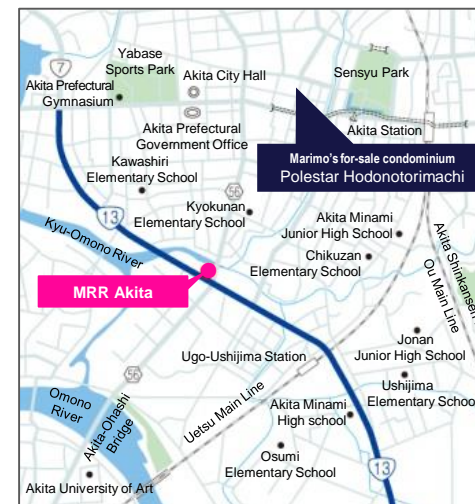 Yabase
Sports Park
Akita City Hall
Sensyu Park
7
Akita Prefectural
Gymnasium
Akita Prefectural
Government Office
Akita Station
Marimo's for-sale condominium
Polestar Hodonotorimachi
Kawashiri
Elementary School
56
Kyokunan
Elementary School
13
Kyu-Omono River
Akita Minami
Junior High School
Chikuzan
Elementary School
Akita Shinkansen
Ou Main Line
MRR Akita
Ugo-Ushijima Station
Jonan
Junior High School
56
Omono
River
Akita-Ohashi
Bridge
Uetsu Main Line
Ushijima
Elementary School
Akita Minami
High school
Osumi
Elementary School
13
Akita University of Art